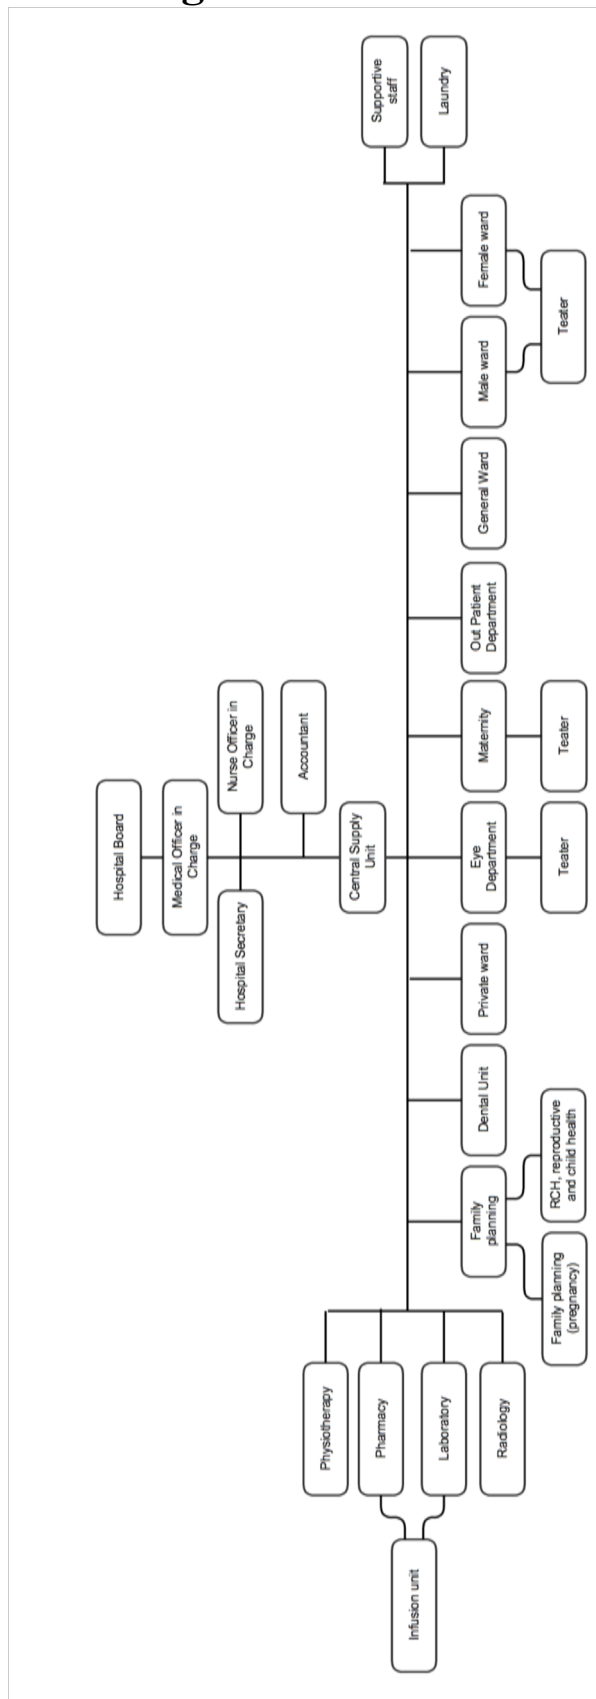 Hospital Board
Medical Officer in
Charge
Hospital Secretary
Nurse Officer in
Charge
Accountant
Central Supply
Unit
Infusion unit
Physiotherapy
Pharmacy
Laboratory
Radiology
Family
planning
Dental Unit
Private ward
Eye
Department
Maternity
Out Patient
Department
General Ward
Male ward
Female ward
Supportive
staff
Laundry
Family planning
(pregnancy)
RCH, reproductive
and child health
Teater
Teater
Teater